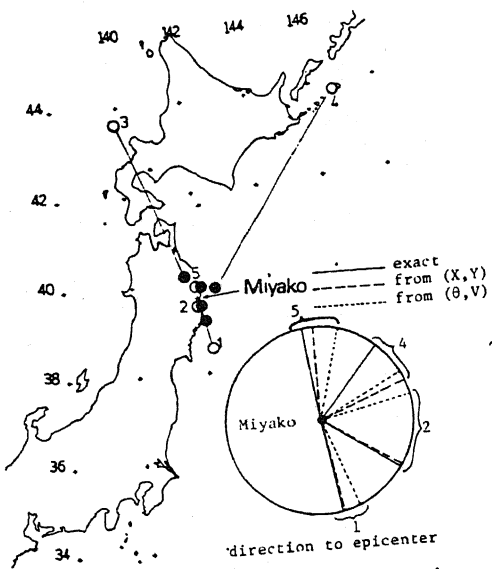 140 142 144 146
44
3
4
42
5
40
Miyako
2
1
exact
from (X,Y)
from (θ,V)
38
5
4
Miyako
2
36
1
direction to epicenter
34